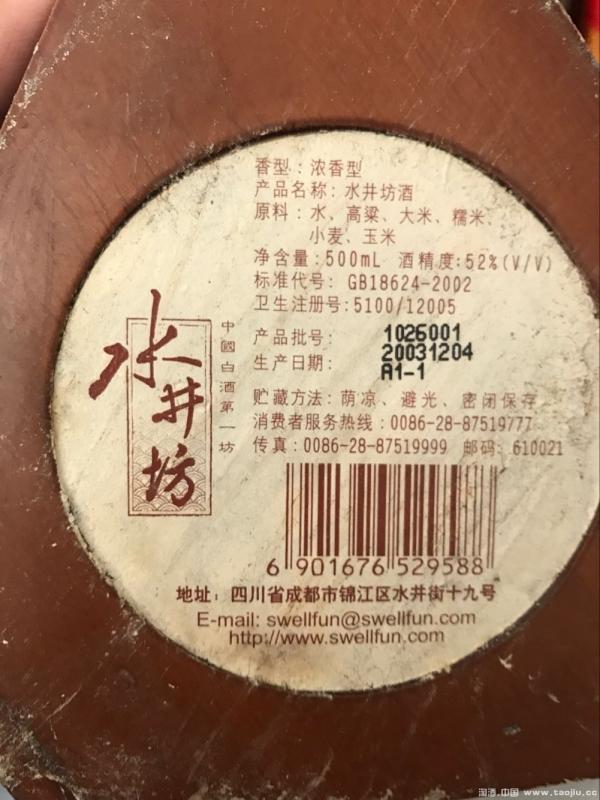 香型：浓香型
产品名称：水井坊酒
原料：水、高粱、大米、糯米、
小麦、玉米
净含量：500mL 酒精度：52%(V/V)
标准代号：GB18624-2002
卫生注册号：5100/12005
产品批号：1026001
生产日期：20031204
A1-1
贮藏方法：荫凉、避光、密闭保存
消费者服务热线：0086-28-87519777
传真：0086-28-87519999 邮码：610021
水井坊
中國白酒第一坊
6 901676 529588
地址：四川省成都市锦江区水井街十九号
E-mail: swellfun@swellfun.com
http://www.swellfun.com
淘酒.中国 www.taojiu.cc